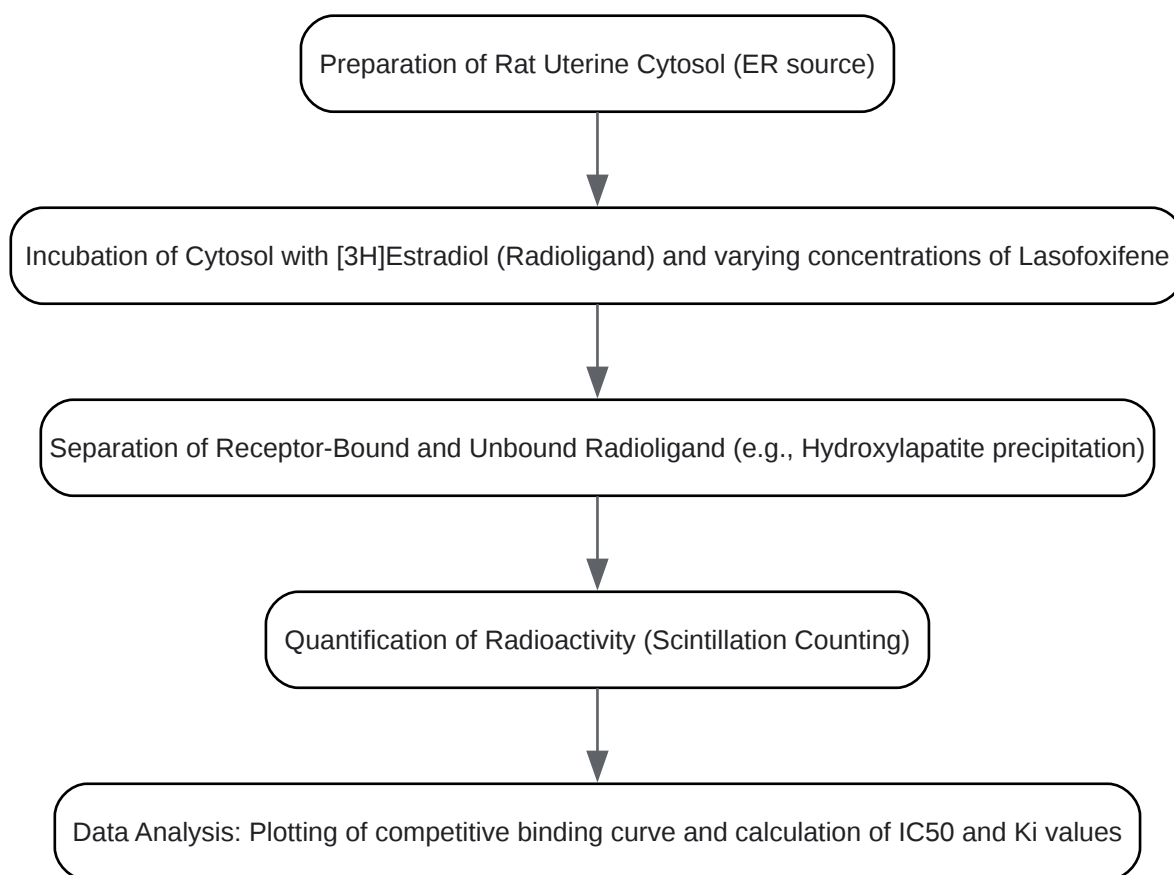 Preparation of Rat Uterine Cytosol (ER source)
Incubation of Cytosol with [3H]Estradiol (Radioligand) and varying concentrations of Lasofoxifene
Separation of Receptor-Bound and Unbound Radioligand (e.g., Hydroxylapatite precipitation)
Quantification of Radioactivity (Scintillation Counting)
Data Analysis: Plotting of competitive binding curve and calculation of IC50 and Ki values